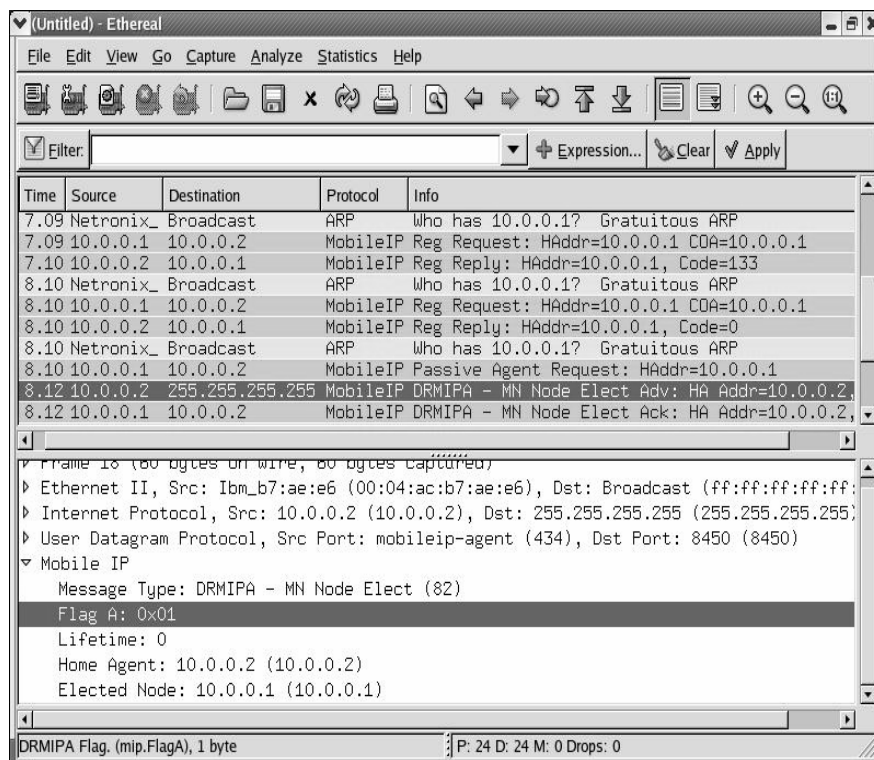 (Untitled) - Ethereal
File Edit View Go Capture Analyze Statistics Help
Filter: Expression... Clear Apply
Time Source Destination Protocol Info
7.09 Netronix_ Broadcast ARP Who has 10.0.0.1? Gratuitous ARP
7.09 10.0.0.1 10.0.0.2 MobileIP Reg Request: HAddr=10.0.0.1 COA=10.0.0.1
7.10 10.0.0.2 10.0.0.1 MobileIP Reg Reply: HAddr=10.0.0.1, Code=133
8.10 Netronix_ Broadcast ARP Who has 10.0.0.1? Gratuitous ARP
8.10 10.0.0.1 10.0.0.2 MobileIP Reg Request: HAddr=10.0.0.1 COA=10.0.0.1
8.10 10.0.0.2 10.0.0.1 MobileIP Reg Reply: HAddr=10.0.0.1, Code=0
8.10 Netronix_ Broadcast ARP Who has 10.0.0.1? Gratuitous ARP
8.10 10.0.0.1 10.0.0.2 MobileIP Passive Agent Request: HAddr=10.0.0.1
8.12 10.0.0.2 255.255.255.255 MobileIP DRMIPA - MN Node Elect Adv: HA Addr=10.0.0.2,
8.12 10.0.0.1 10.0.0.2 MobileIP DRMIPA - MN Node Elect Ack: HA Addr=10.0.0.2,
Frame 18 (60 bytes on wire, 60 bytes captured)
Ethernet II, Src: Ibm_b7:ae:e6 (00:04:ac:b7:ae:e6), Dst: Broadcast (ff:ff:ff:ff:ff:
Internet Protocol, Src: 10.0.0.2 (10.0.0.2), Dst: 255.255.255.255 (255.255.255.255)
User Datagram Protocol, Src Port: mobileip-agent (434), Dst Port: 8450 (8450)
Mobile IP
Message Type: DRMIPA - MN Node Elect (82)
Flag A: 0x01
Lifetime: 0
Home Agent: 10.0.0.2 (10.0.0.2)
Elected Node: 10.0.0.1 (10.0.0.1)
DRMIPA Flag. (mip.FlagA), 1 byte P: 24 D: 24 M: 0 Drops: 0